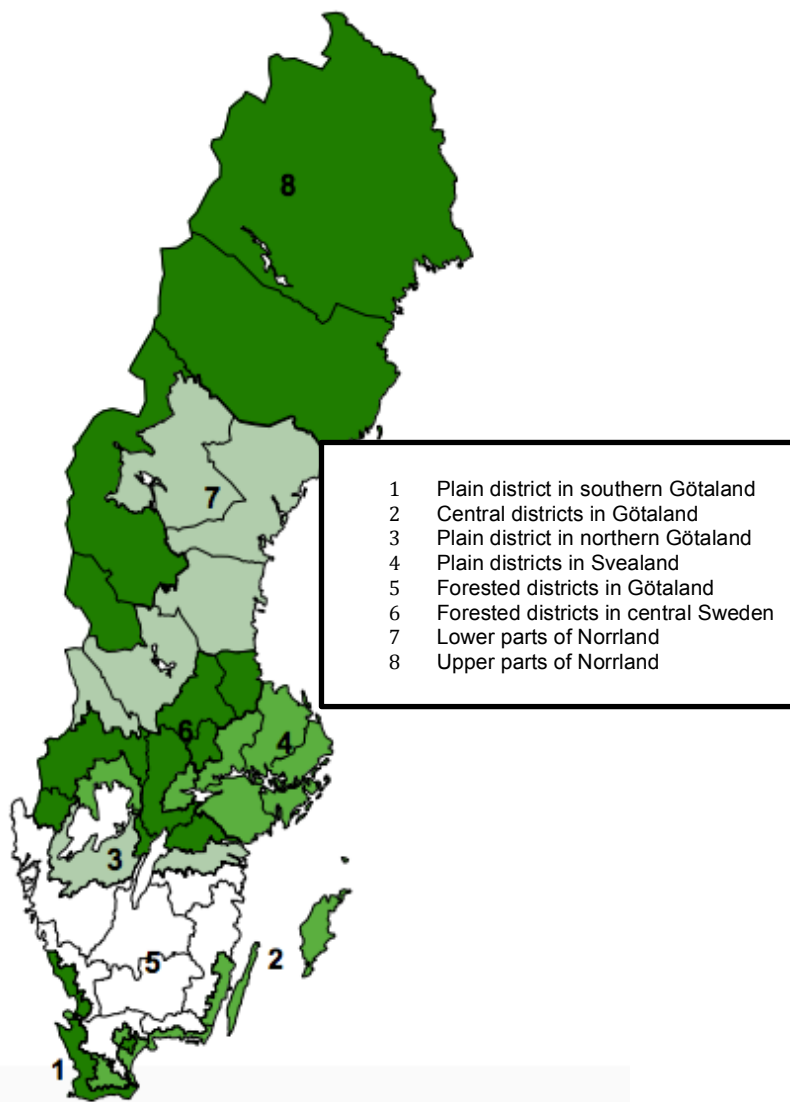 8
7
1 Plain district in southern Götaland
2 Central districts in Götaland
3 Plain district in northern Götaland
4 Plain districts in Svealand
5 Forested districts in Götaland
6 Forested districts in central Sweden
7 Lower parts of Norrland
8 Upper parts of Norrland
6
4
3
5
2
1